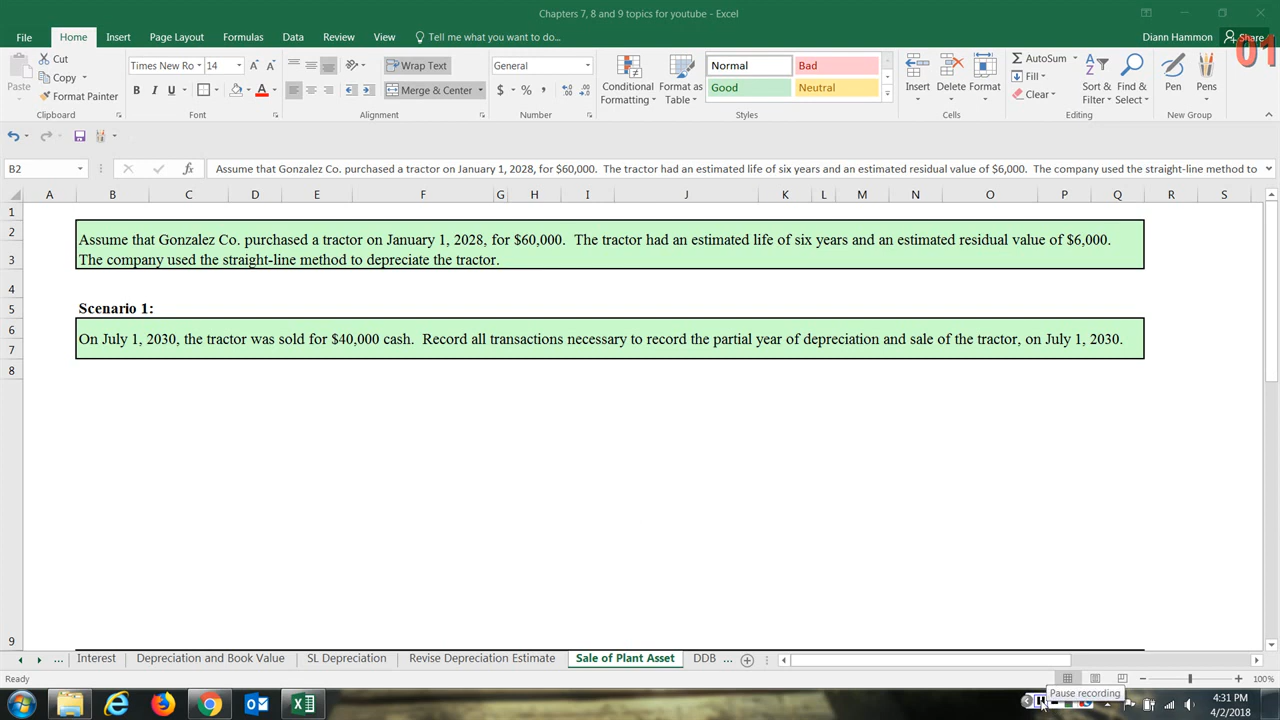 Chapters 7, 8 and 9 topics for youtube - Excel
File Home Insert Page Layout Formulas Data Review View Tell me what you want to do... Diann Hammon Share
01
Paste
Cut
Copy
Format Painter
Clipboard
Times New Ro 14
B I U
Font
Wrap Text
Merge & Center
Alignment
General
$ % ,
Number
Conditional Formatting
Format as Table
Normal Bad
Good Neutral
Styles
Insert Delete Format
Cells
AutoSum
Fill
Clear
Sort & Filter
Find & Select
Editing
Pen Pens
New Group
B2 fx Assume that Gonzalez Co. purchased a tractor on January 1, 2028, for $60,000. The tractor had an estimated life of six years and an estimated residual value of $6,000. The company used the straight-line method to
A B C D E F G H I J K L M N O P Q R S
1
2
3
4
5
6
7
8
9
Assume that Gonzalez Co. purchased a tractor on January 1, 2028, for $60,000. The tractor had an estimated life of six years and an estimated residual value of $6,000.
The company used the straight-line method to depreciate the tractor.
Scenario 1:
On July 1, 2030, the tractor was sold for $40,000 cash. Record all transactions necessary to record the partial year of depreciation and sale of the tractor, on July 1, 2030.
... Interest Depreciation and Book Value SL Depreciation Revise Depreciation Estimate Sale of Plant Asset DDB ...
Ready 100%
Pause recording
4:31 PM
4/2/2018